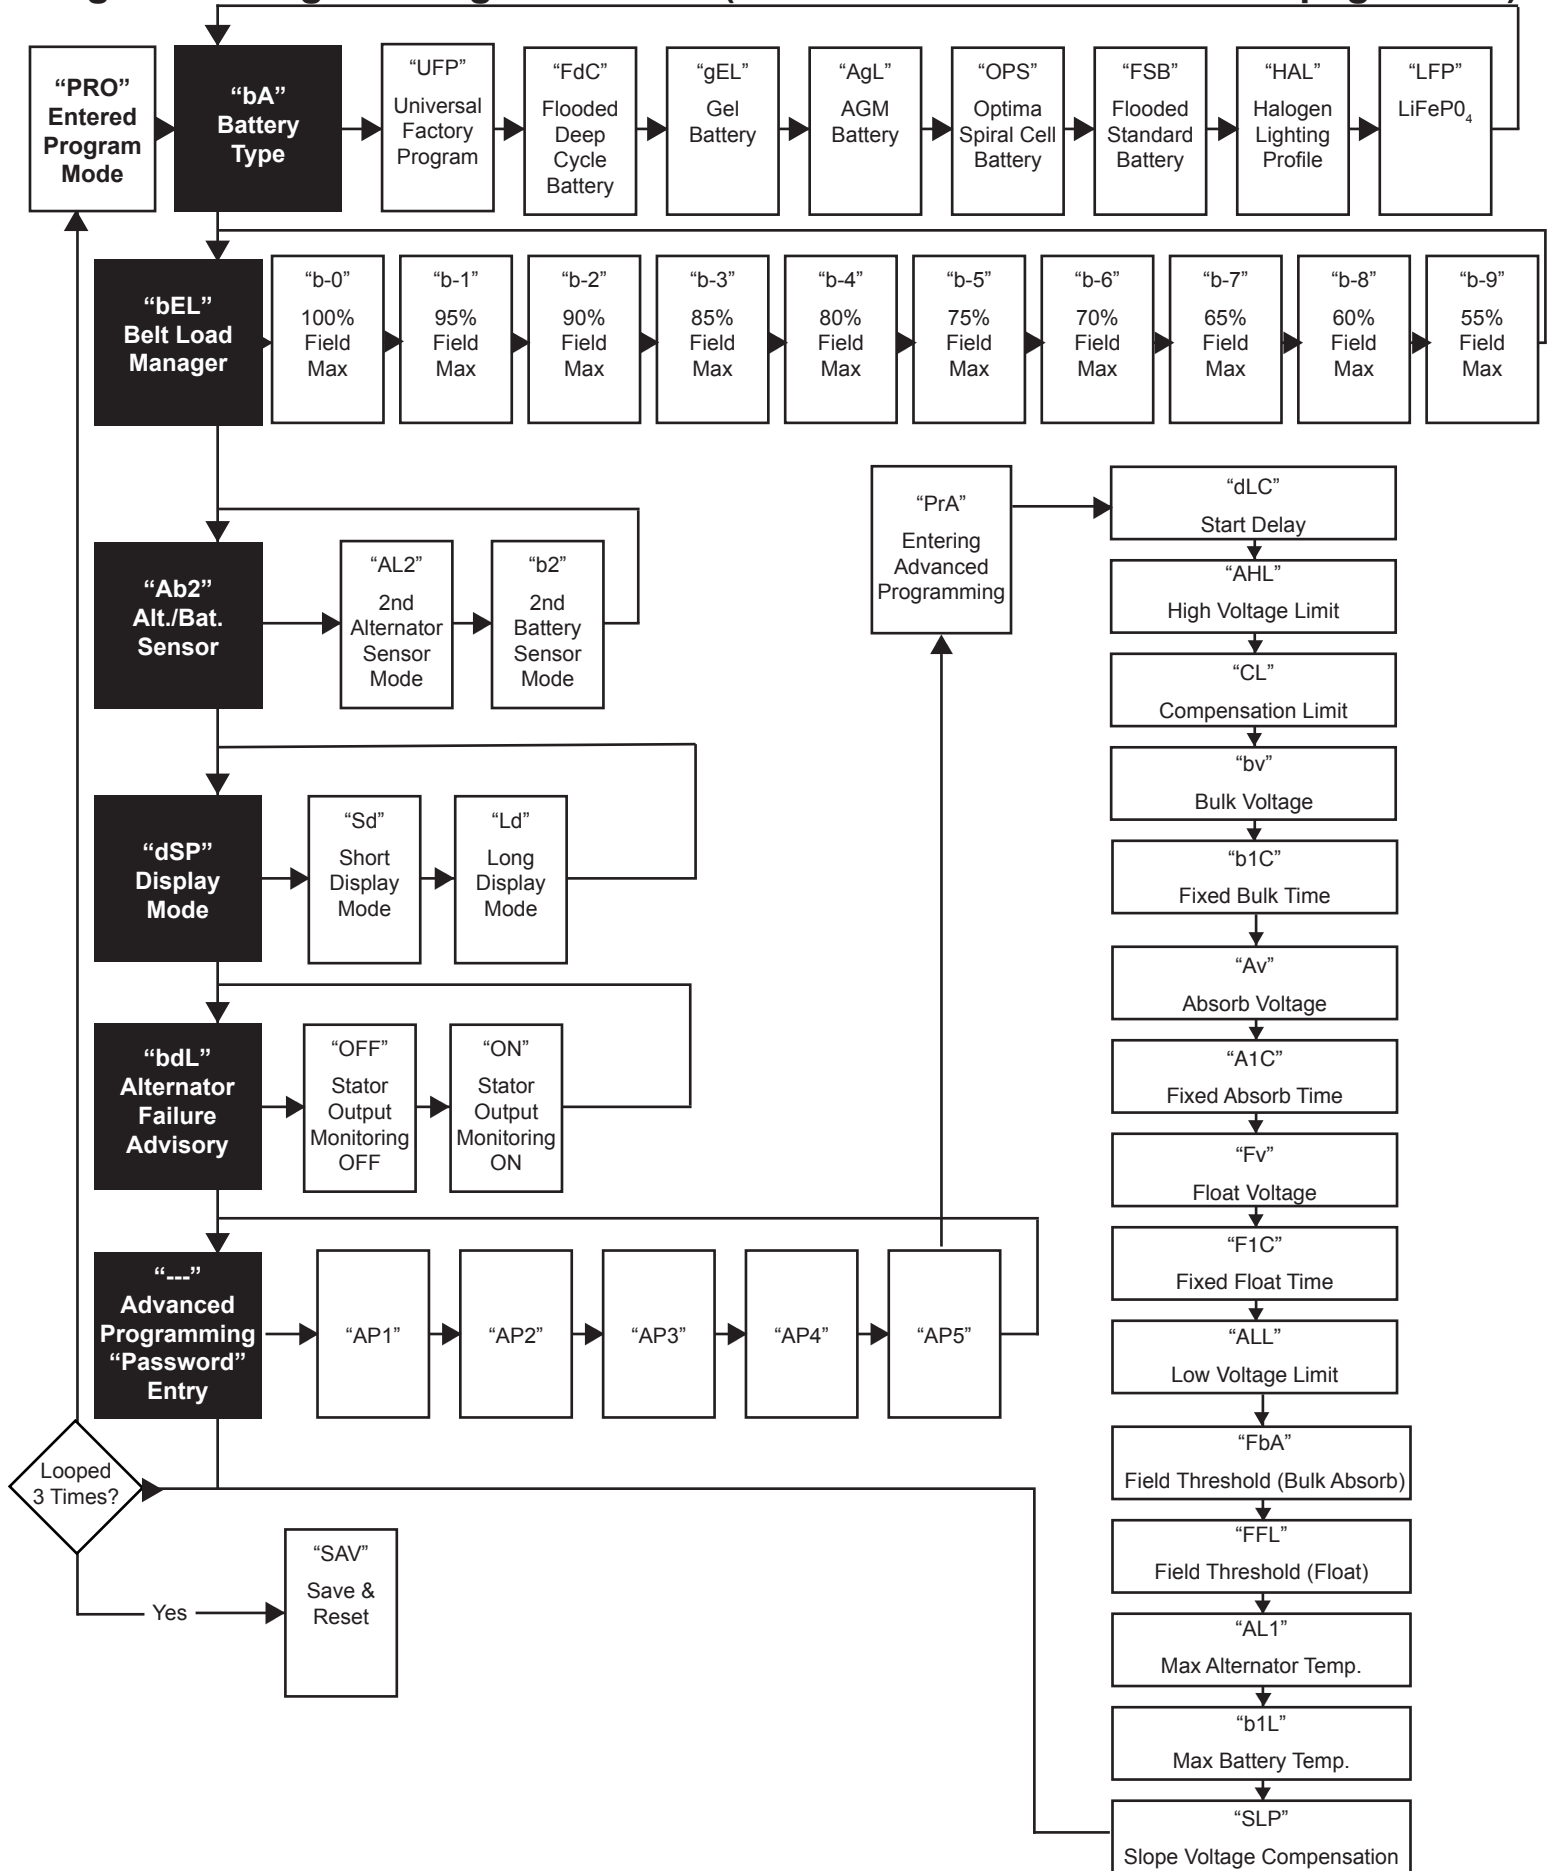 “PRO”
Entered
Program
Mode
“bA”
Battery
Type
“UFP”
Universal
Factory
Program
“FdC”
Flooded
Deep
Cycle
Battery
“gEL”
Gel
Battery
“AgL”
AGM
Battery
“OPS”
Optima
Spiral Cell
Battery
“FSB”
Flooded
Standard
Battery
“HAL”
Halogen
Lighting
Profile
“LFP”
LiFeP0₄
“bEL”
Belt Load
Manager
“b-0”
100%
Field
Max
“b-1”
95%
Field
Max
“b-2”
90%
Field
Max
“b-3”
85%
Field
Max
“b-4”
80%
Field
Max
“b-5”
75%
Field
Max
“b-6”
70%
Field
Max
“b-7”
65%
Field
Max
“b-8”
60%
Field
Max
“b-9”
55%
Field
Max
“Ab2”
Alt./Bat.
Sensor
“AL2”
2nd
Alternator
Sensor
Mode
“b2”
2nd
Battery
Sensor
Mode
“dSP”
Display
Mode
“Sd”
Short
Display
Mode
“Ld”
Long
Display
Mode
“bdL”
Alternator
Failure
Advisory
“OFF”
Stator
Output
Monitoring
OFF
“ON”
Stator
Output
Monitoring
ON
“---”
Advanced
Programming
“Password”
Entry
“AP1”
“AP2”
“AP3”
“AP4”
“AP5”
“PrA”
Entering
Advanced
Programming
“dLC”
Start Delay
“AHL”
High Voltage Limit
“CL”
Compensation Limit
“bv”
Bulk Voltage
“b1C”
Fixed Bulk Time
“Av”
Absorb Voltage
“A1C”
Fixed Absorb Time
“Fv”
Float Voltage
“F1C”
Fixed Float Time
“ALL”
Low Voltage Limit
“FbA”
Field Threshold (Bulk Absorb)
“FFL”
Field Threshold (Float)
“AL1”
Max Alternator Temp.
“b1L”
Max Battery Temp.
“SLP”
Slope Voltage Compensation
Looped
3 Times?
Yes
“SAV”
Save &
Reset